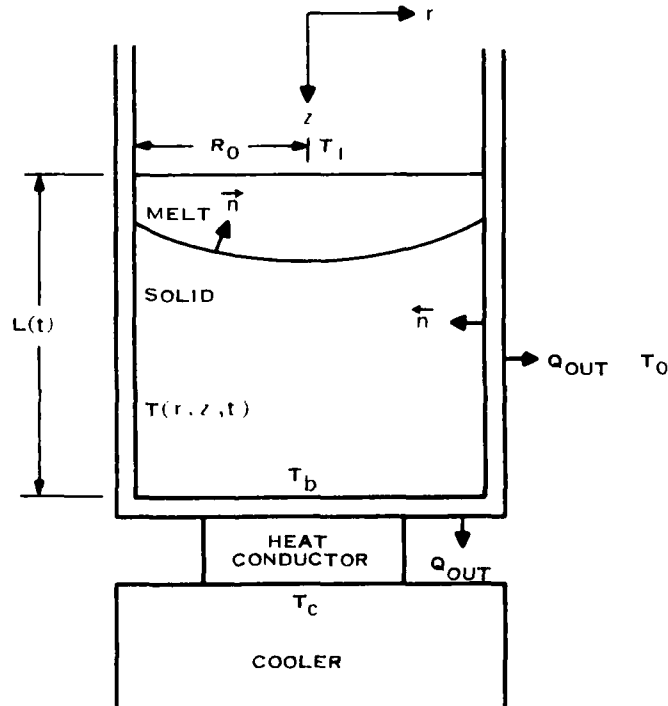 r
z
R0
T1
n
MELT
SOLID
n
L(t)
QOUT
T0
T(r,z,t)
Tb
HEAT
CONDUCTOR
QOUT
Tc
COOLER